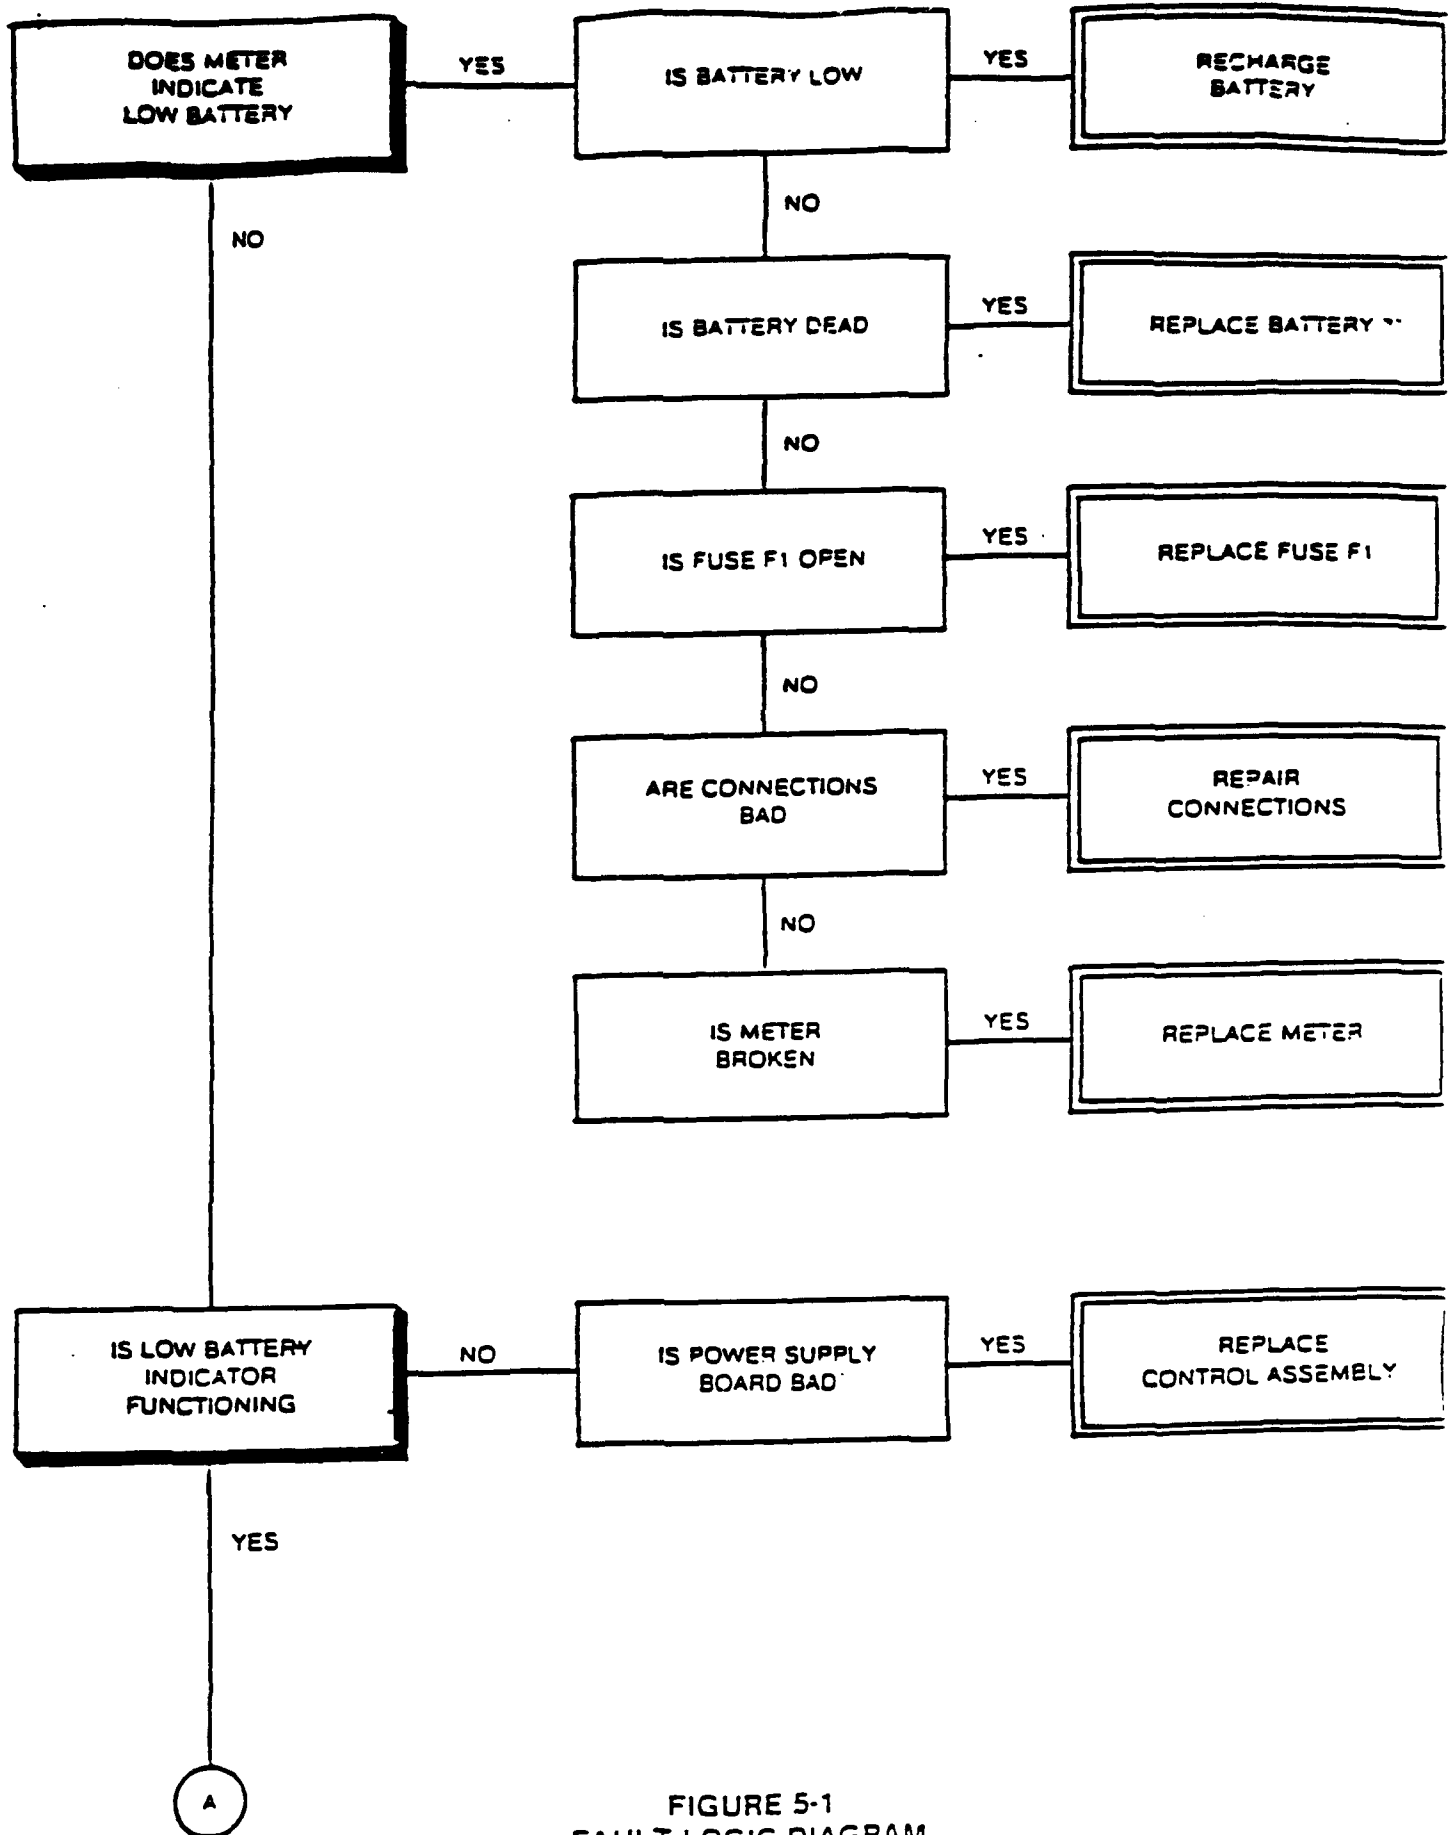 DOES METER
INDICATE
LOW BATTERY
YES
IS BATTERY LOW
YES
RECHARGE
BATTERY
NO
NO
IS BATTERY DEAD
YES
REPLACE BATTERY
NO
IS FUSE F1 OPEN
YES
REPLACE FUSE F1
NO
ARE CONNECTIONS
BAD
YES
REPAIR
CONNECTIONS
NO
IS METER
BROKEN
YES
REPLACE METER
IS LOW BATTERY
INDICATOR
FUNCTIONING
NO
IS POWER SUPPLY
BOARD BAD
YES
REPLACE
CONTROL ASSEMBLY
YES
A
FIGURE 5-1
FAULT LOGIC DIAGRAM